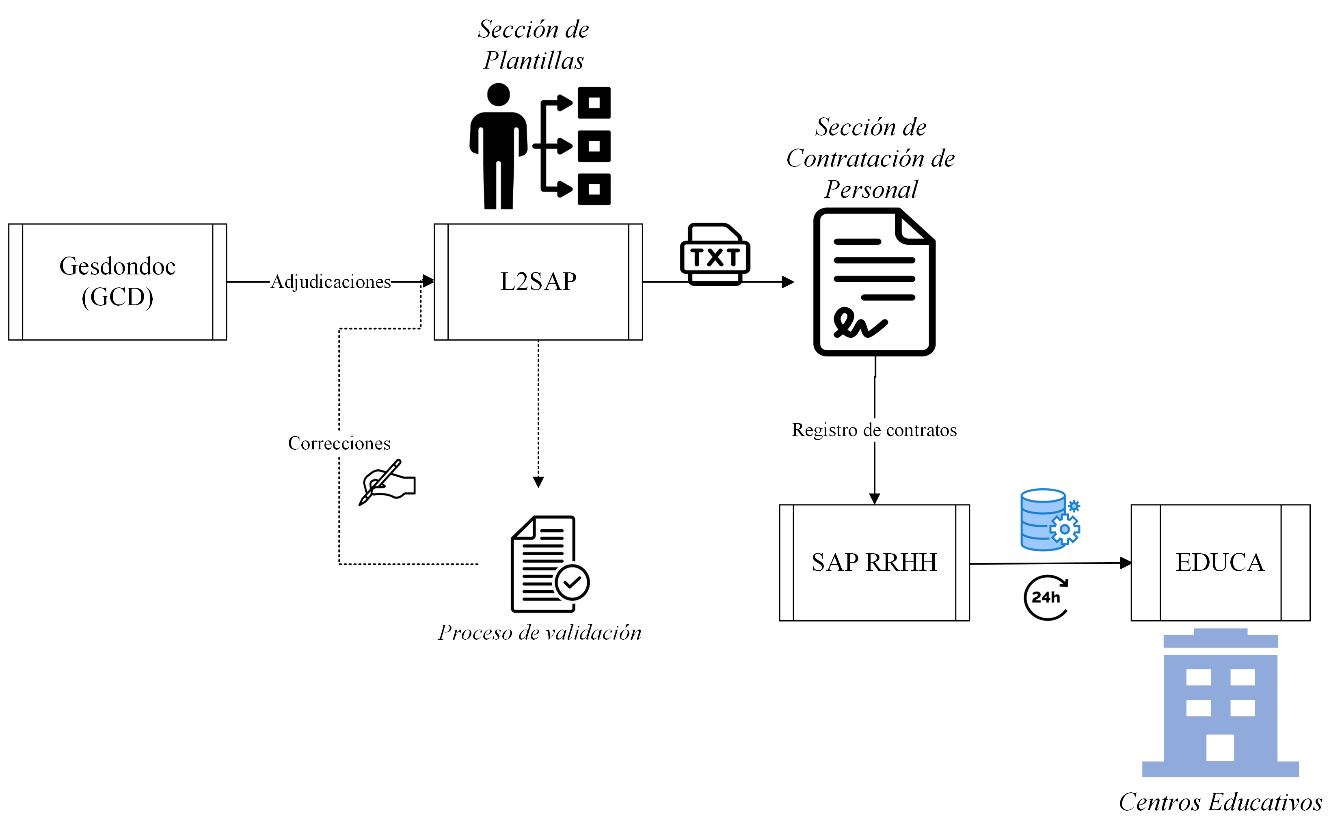 Sección de
Plantillas
Sección de
Contratación de
Personal
Gesdondoc
(GCD)
Adjudicaciones
L2SAP
TXT
Correcciones
Registro de contratos
Proceso de validación
SAP RRHH
24h
EDUCA
Centros Educativos